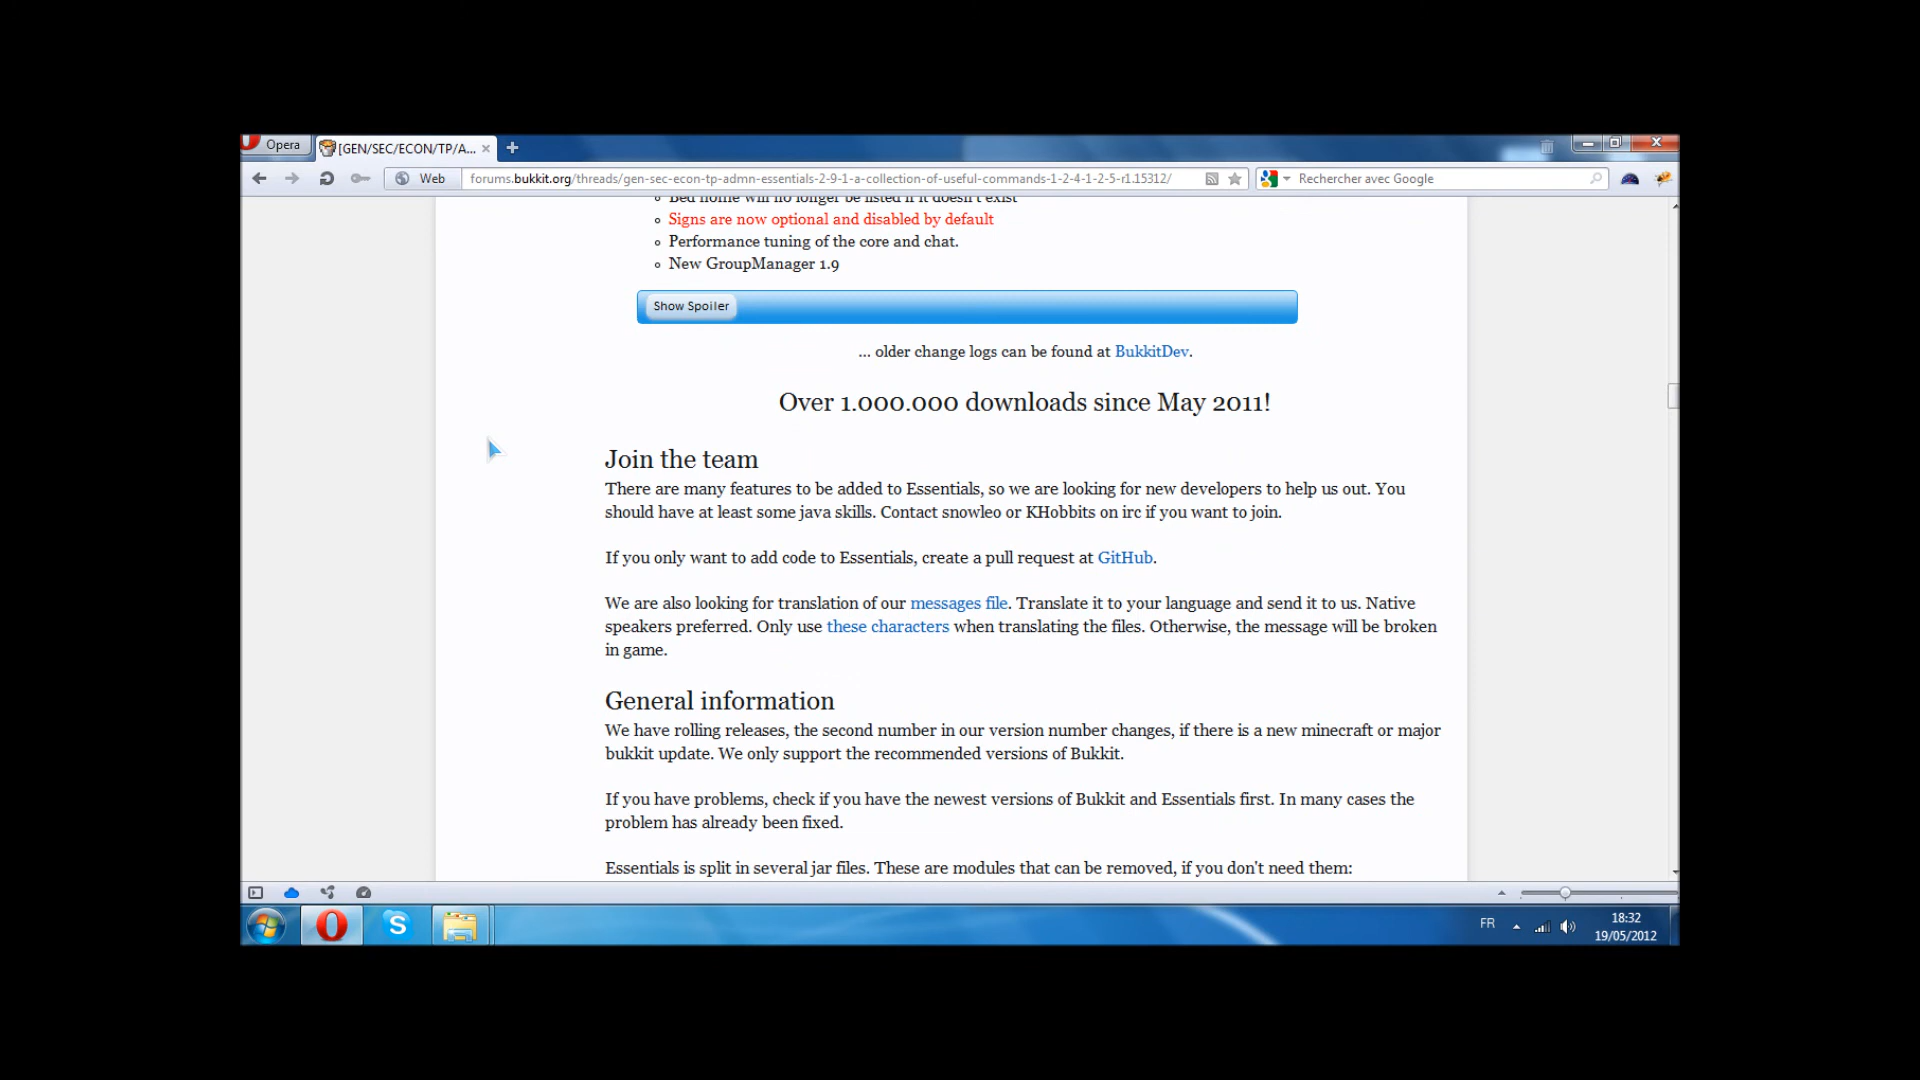 Opera
[GEN/SEC/ECON/TP/A...
Web
forums.bukkit.org/threads/gen-sec-econ-tp-admn-essentials-2-9-1-a-collection-of-useful-commands-1-2-4-1-2-5-r1.15312/
Rechercher avec Google
Bed home will no longer be listed if it doesn't exist
Signs are now optional and disabled by default
Performance tuning of the core and chat.
New GroupManager 1.9
Show Spoiler
... older change logs can be found at BukkitDev.
Over 1.000.000 downloads since May 2011!
Join the team
There are many features to be added to Essentials, so we are looking for new developers to help us out. You
should have at least some java skills. Contact snowleo or KHobbits on irc if you want to join.
If you only want to add code to Essentials, create a pull request at GitHub.
We are also looking for translation of our messages file. Translate it to your language and send it to us. Native
speakers preferred. Only use these characters when translating the files. Otherwise, the message will be broken
in game.
General information
We have rolling releases, the second number in our version number changes, if there is a new minecraft or major
bukkit update. We only support the recommended versions of Bukkit.
If you have problems, check if you have the newest versions of Bukkit and Essentials first. In many cases the
problem has already been fixed.
Essentials is split in several jar files. These are modules that can be removed, if you don't need them:
FR
18:32
19/05/2012